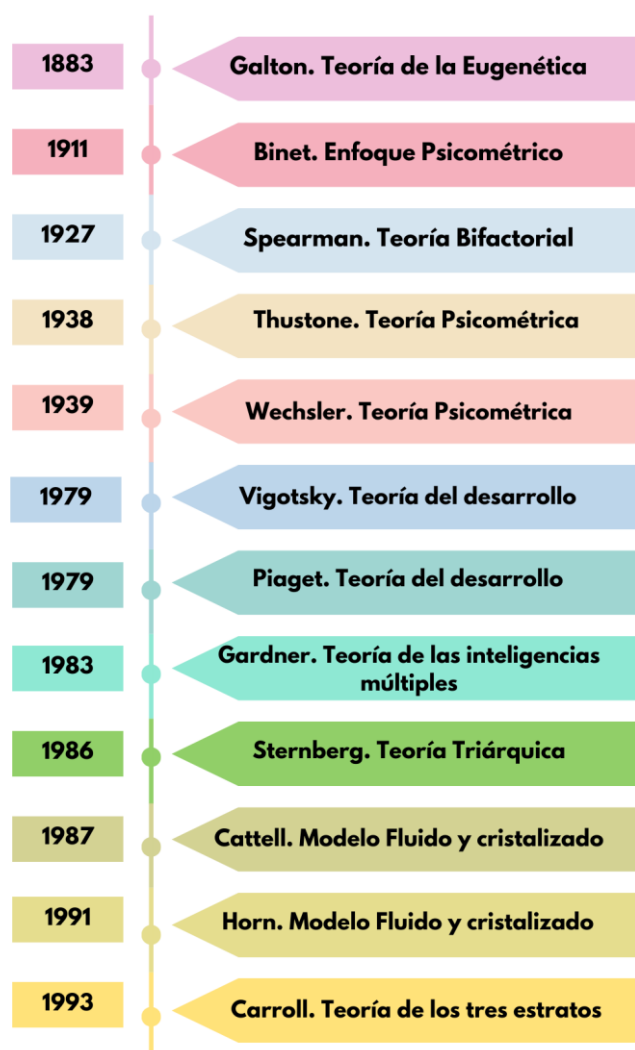 1883
Galton. Teoría de la Eugenética
1911
Binet. Enfoque Psicométrico
1927
Spearman. Teoría Bifactorial
1938
Thustone. Teoría Psicométrica
1939
Wechsler. Teoría Psicométrica
1979
Vigotsky. Teoría del desarrollo
1979
Piaget. Teoría del desarrollo
1983
Gardner. Teoría de las inteligencias
múltiples
1986
Sternberg. Teoría Triárquica
1987
Cattell. Modelo Fluido y cristalizado
1991
Horn. Modelo Fluido y cristalizado
1993
Carroll. Teoría de los tres estratos